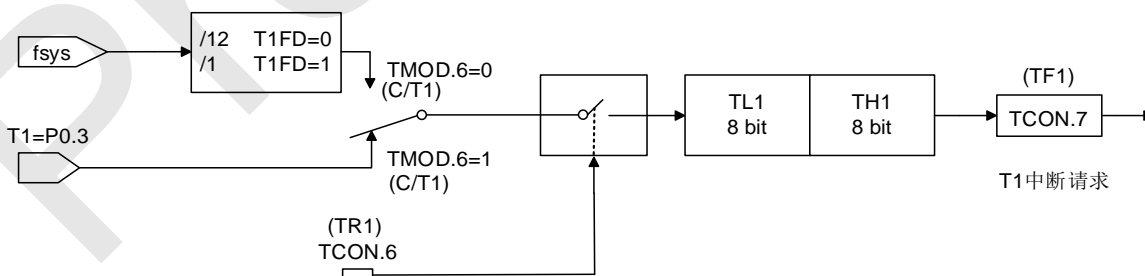 /12 T1FD=0
/1 T1FD=1
fsys
TMOD.6=0
(C/T1)
T1=P0.3
TMOD.6=1
(C/T1)
(TR1)
TCON.6
TL1
8 bit
TH1
8 bit
(TF1)
TCON.7
T1中断请求